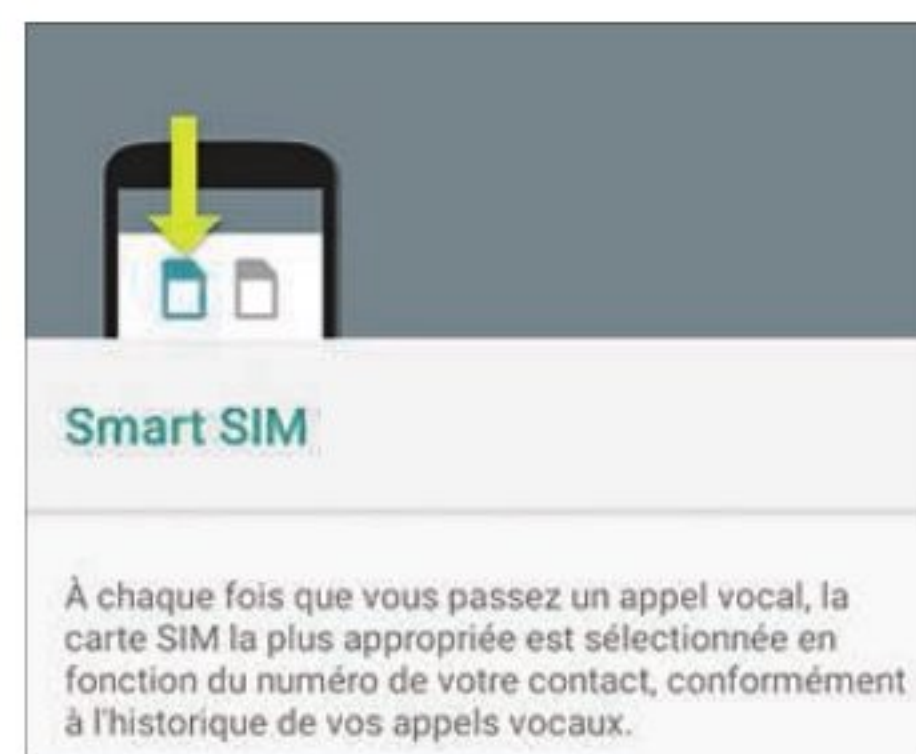 Smart SIM
À chaque fois que vous passez un appel vocal, la
carte SIM la plus appropriée est sélectionnée en
fonction du numéro de votre contact, conformément
à l'historique de vos appels vocaux.